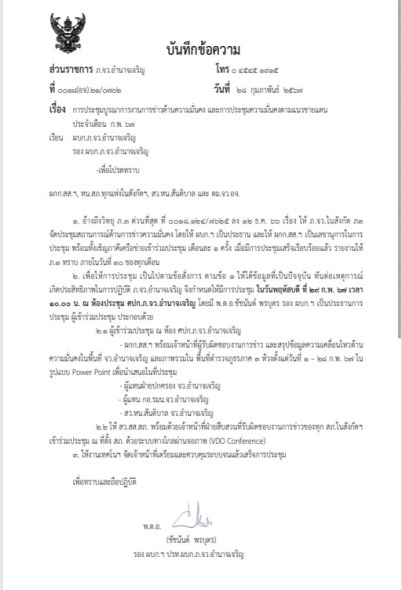 บันทึกข้อความ
ส่วนราชการ ภ.จว.อำนาจเจริญ โทร ๐ ๔๕๔๕ ๑๙๑๕
ที่ ๐๐๑๘(อจ).๒๑/๐๗๐๒ วันที่ ๒๘ กุมภาพันธ์ ๒๕๖๗
เรื่อง การประชุมบูรณาการงานการข่าวด้านความมั่นคง และการประชุมความมั่นคงตามแนวชายแดน
ประจำเดือน ก.พ. ๖๗
เรียน ผบก.ภ.จว.อำนาจเจริญ
รอง ผบก.ภ.จว.อำนาจเจริญ
-เพื่อโปรดทราบ
ผกก.สส.ฯ, หน.สภ.ทุกแห่งในสังกัดฯ, สว.หน.สันติบาล และ ตม.จว.อจ.
๑. อ้างถึงวิทยุ ภ.๓ ด่วนที่สุด ที่ ๐๐๑๘.๑๒๔/๗๖๒๕ ลง ๑๒ ธ.ค. ๖๖ เรื่อง ให้ ภ.จว.ในสังกัด ภ๓
จัดประชุมสถานการณ์ด้านการข่าวความมั่นคง โดยให้ ผบก.ฯ เป็นประธาน และให้ ผกก.สส.ฯ เป็นเลขานุการในการ
ประชุม พร้อมทั้งเชิญภาคีเครือข่ายเข้าร่วมประชุม เดือนละ ๑ ครั้ง เมื่อมีการประชุมเสร็จเรียบร้อยแล้ว รายงานให้
ภ.๓ ทราบ ภายในวันที่ ๓๐ ของทุกเดือน
๒. เพื่อให้การประชุม เป็นไปตามข้อสั่งการ ตามข้อ ๑ ให้ได้ข้อมูลที่เป็นปัจจุบัน ทันต่อเหตุการณ์
เกิดประสิทธิภาพในการปฏิบัติ ภ.จว.อำนาจเจริญ จึงกำหนดให้มีการประชุม ในวันพฤหัสบดี ที่ ๒๙ ก.พ. ๖๗ เวลา
๑๐.๐๐ น. ณ ห้องประชุม ศปก.ภ.จว.อำนาจเจริญ โดยมี พ.ต.อ.ชัชนันต์ พรบุตร รอง ผบก.ฯ เป็นประธานการ
ประชุม ผู้เข้าร่วมประชุม ประกอบด้วย
๒.๑ ผู้เข้าร่วมประชุม ณ ห้อง ศปก.ภ.จว.อำนาจเจริญ
- ผกก.สส.ฯ พร้อมเจ้าหน้าที่ผู้รับผิดชอบงานการข่าว และสรุปข้อมูลความเคลื่อนไหวด้าน
ความมั่นคงในพื้นที่ จว.อำนาจเจริญ และภาพรวมใน พื้นที่ตำรวจภูธรภาค ๓ ห้วงตั้งแต่วันที่ ๑ – ๒๘ ก.พ. ๖๗ ใน
รูปแบบ Power Point เพื่อนำเสนอในที่ประชุม
- ผู้แทนฝ่ายปกครอง จว.อำนาจเจริญ
- ผู้แทน กอ.รมน.จว.อำนาจเจริญ
- สว.หน.สันติบาล จว.อำนาจเจริญ
๒.๒ ให้ สว.สส.สภ. พร้อมด้วยเจ้าหน้าที่ฝ่ายสืบสวนที่รับผิดชอบงานการข่าวของทุก สภ.ในสังกัดฯ
เข้าร่วมประชุม ณ ที่ตั้ง สภ. ด้วยระบบทางไกลผ่านจอภาพ (VDO Conference)
๓. ให้งานเทคโนฯ จัดเจ้าหน้าที่เตรียมและควบคุมระบบจนแล้วเสร็จการประชุม
เพื่อทราบและถือปฏิบัติ
พ.ต.อ.
(ชัชนันต์ พรบุตร)
รอง ผบก.ฯ ปรท.ผบก.ภ.จว.อำนาจเจริญ